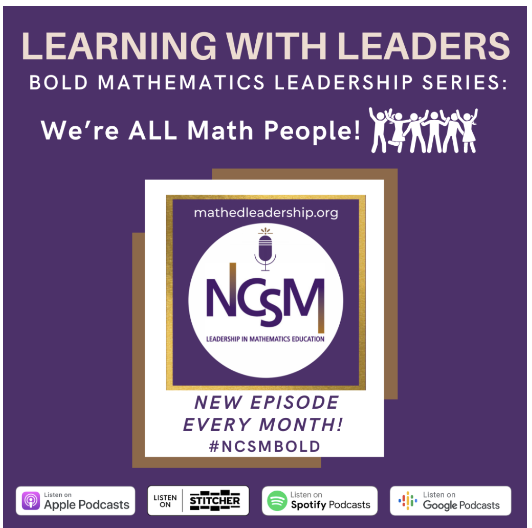 LEARNING WITH LEADERS
BOLD MATHEMATICS LEADERSHIP SERIES:
We're ALL Math People!
mathedleadership.org
NCSM
LEADERSHIP IN MATHEMATICS EDUCATION
NEW EPISODE
EVERY MONTH!
#NCSMBOLD
Listen on
Apple Podcasts
LISTEN
ON
STITCHER
Listen on
Spotify Podcasts
Listen on
Google Podcasts